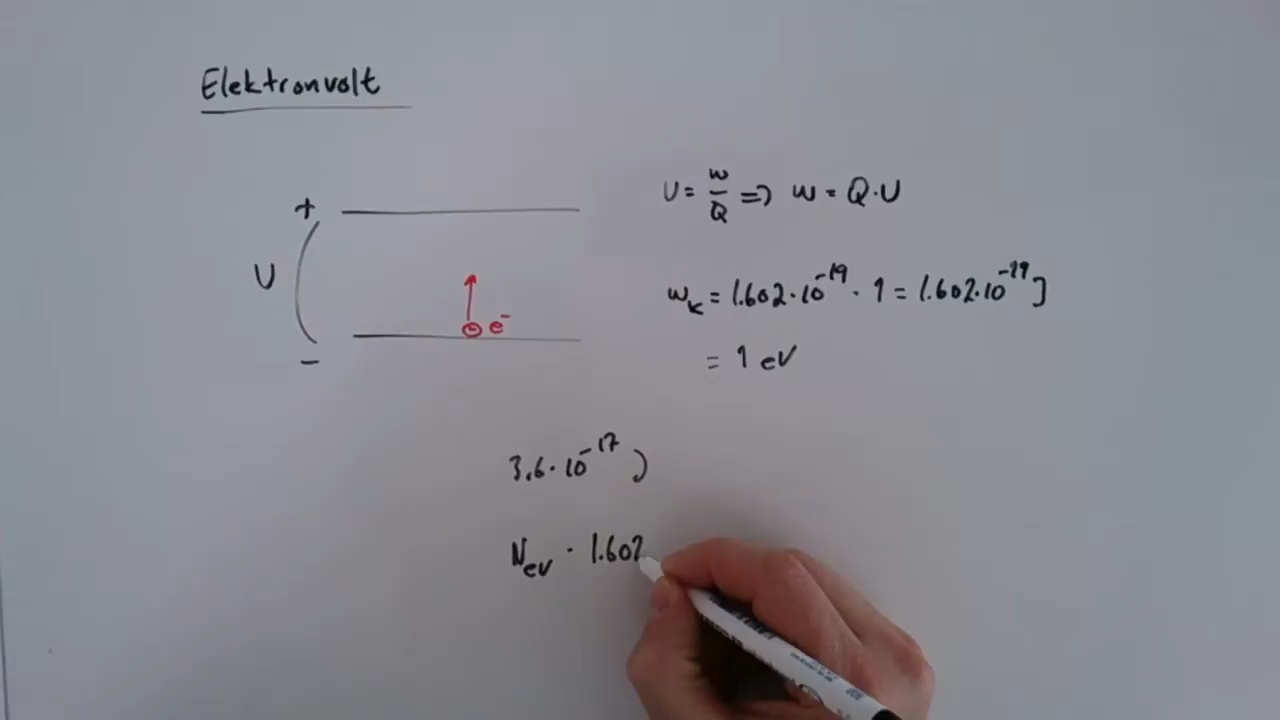 Elektronvolt
U = w/Q => w = Q·U
+
U
e⁻
−
w_k = 1.602·10⁻¹⁹ · 1 = 1.602·10⁻¹⁹ J
= 1 eV
3.6·10⁻¹⁷ J
N_eV · 1.602